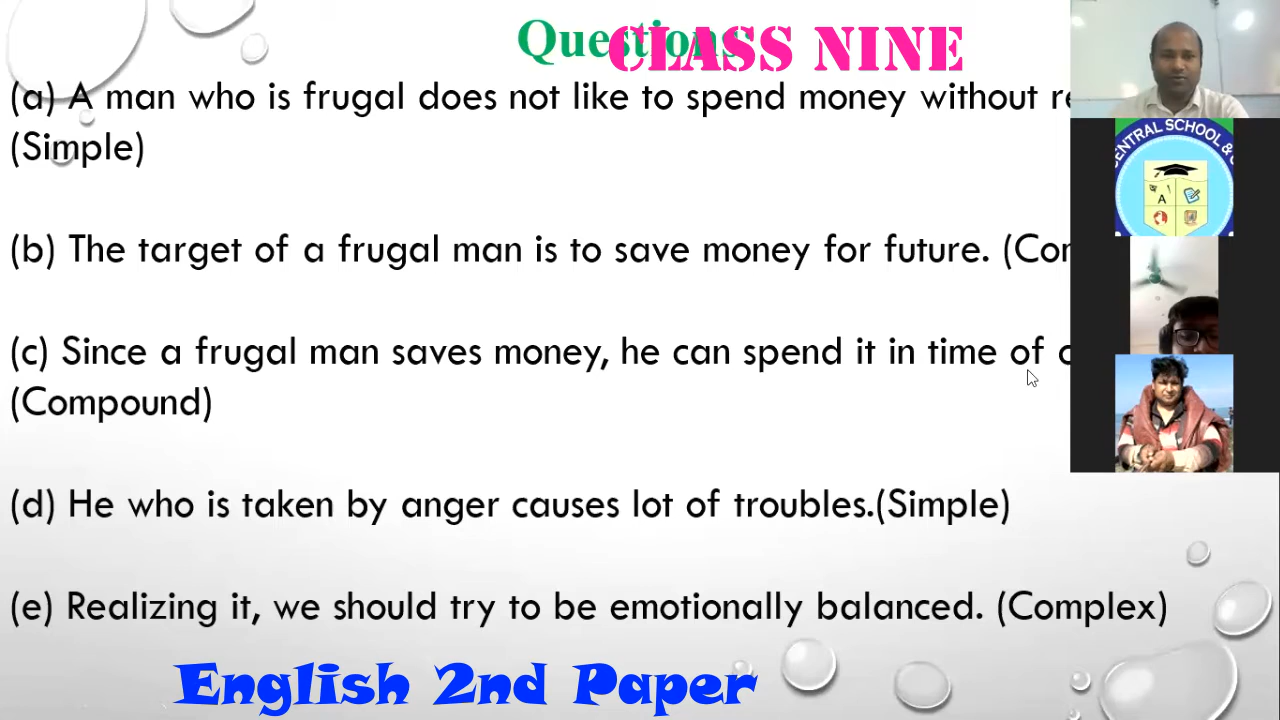 Questions:
CLASS NINE
(a) A man who is frugal does not like to spend money without
(Simple)
(b) The target of a frugal man is to save money for future.
(c) Since a frugal man saves money, he can spend it in time of
(Compound)
(d) He who is taken by anger causes lot of troubles.(Simple)
(e) Realizing it, we should try to be emotionally balanced. (Complex)
English 2nd Paper
CENTRAL SCHOOL &
অ
A